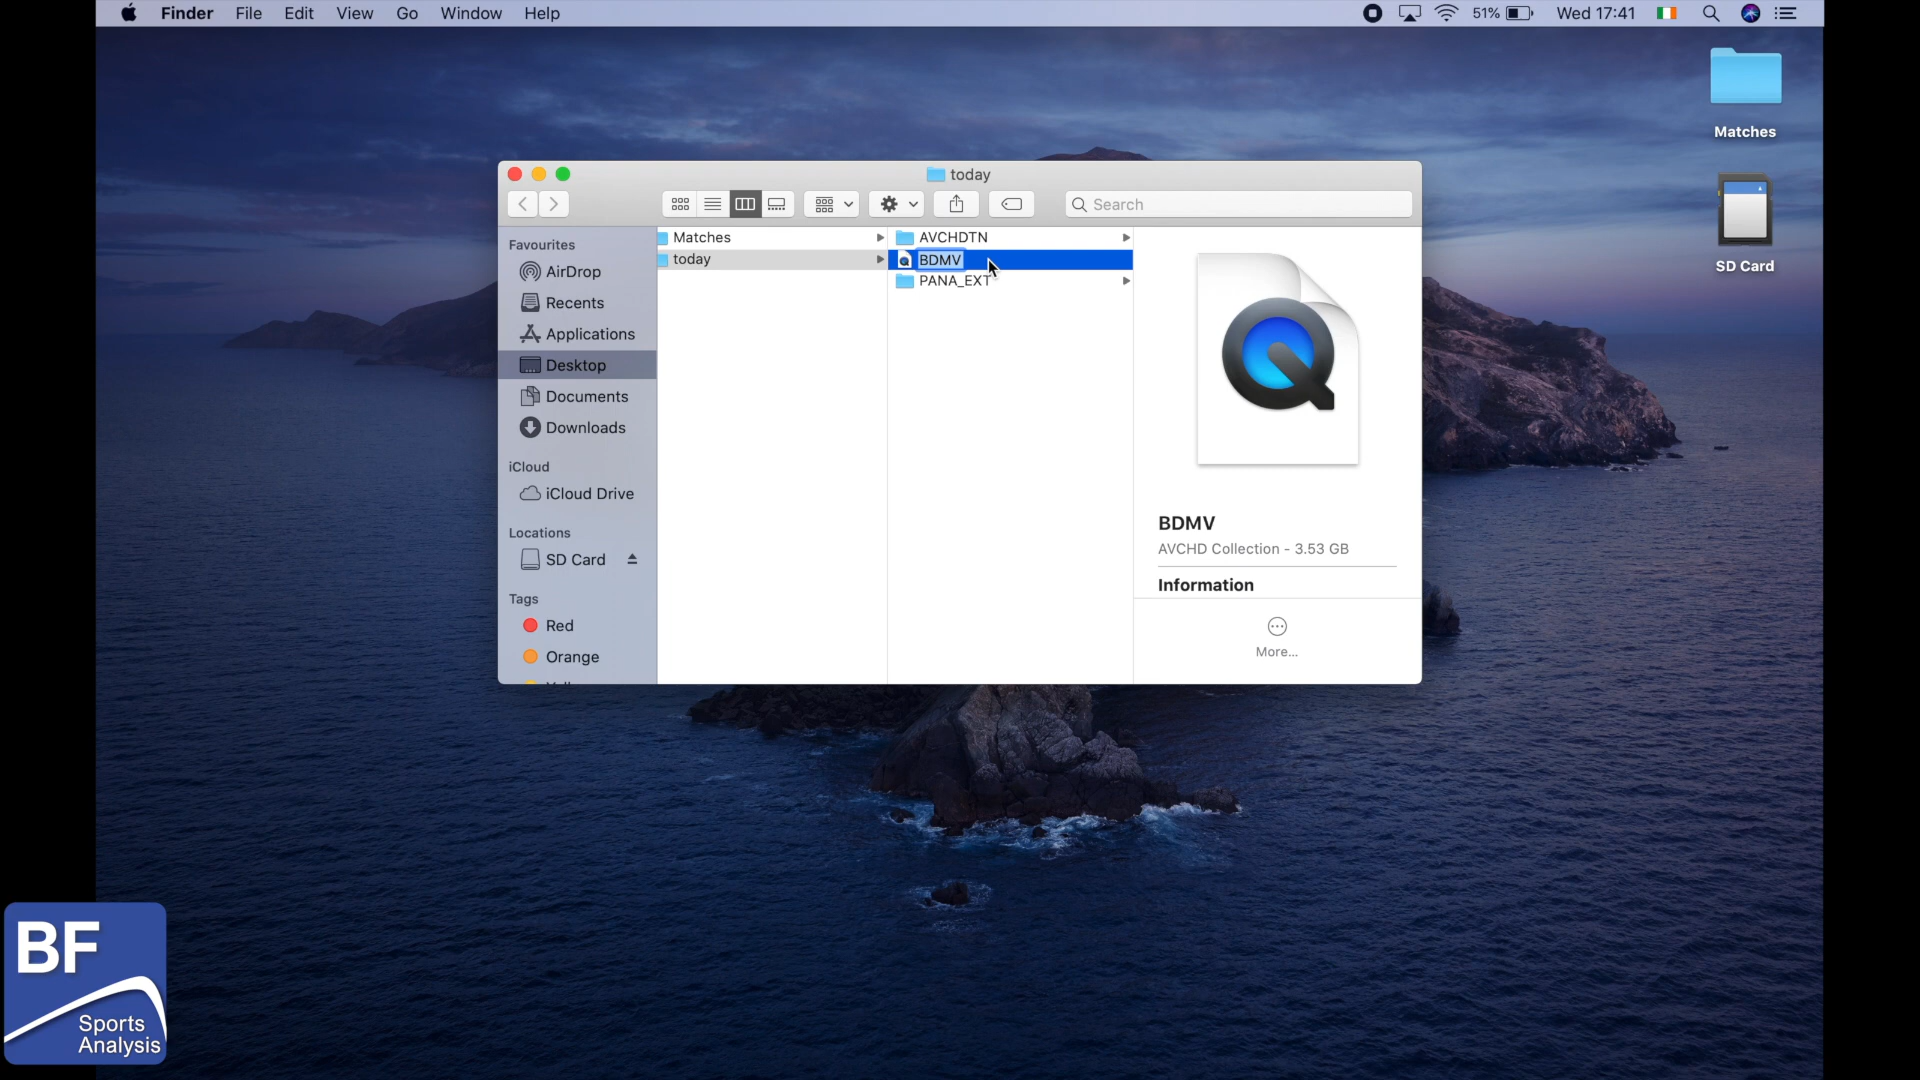 Finder File Edit View Go Window Help 51% Wed 17:41
Matches
SD Card
today
Search
Favourites
AirDrop
Recents
Applications
Desktop
Documents
Downloads
iCloud
iCloud Drive
Locations
SD Card
Tags
Red
Orange
Matches
today
AVCHDTN
BDMV
PANA_EXT
BDMV
AVCHD Collection - 3.53 GB
Information
More...
BF
Sports
Analysis